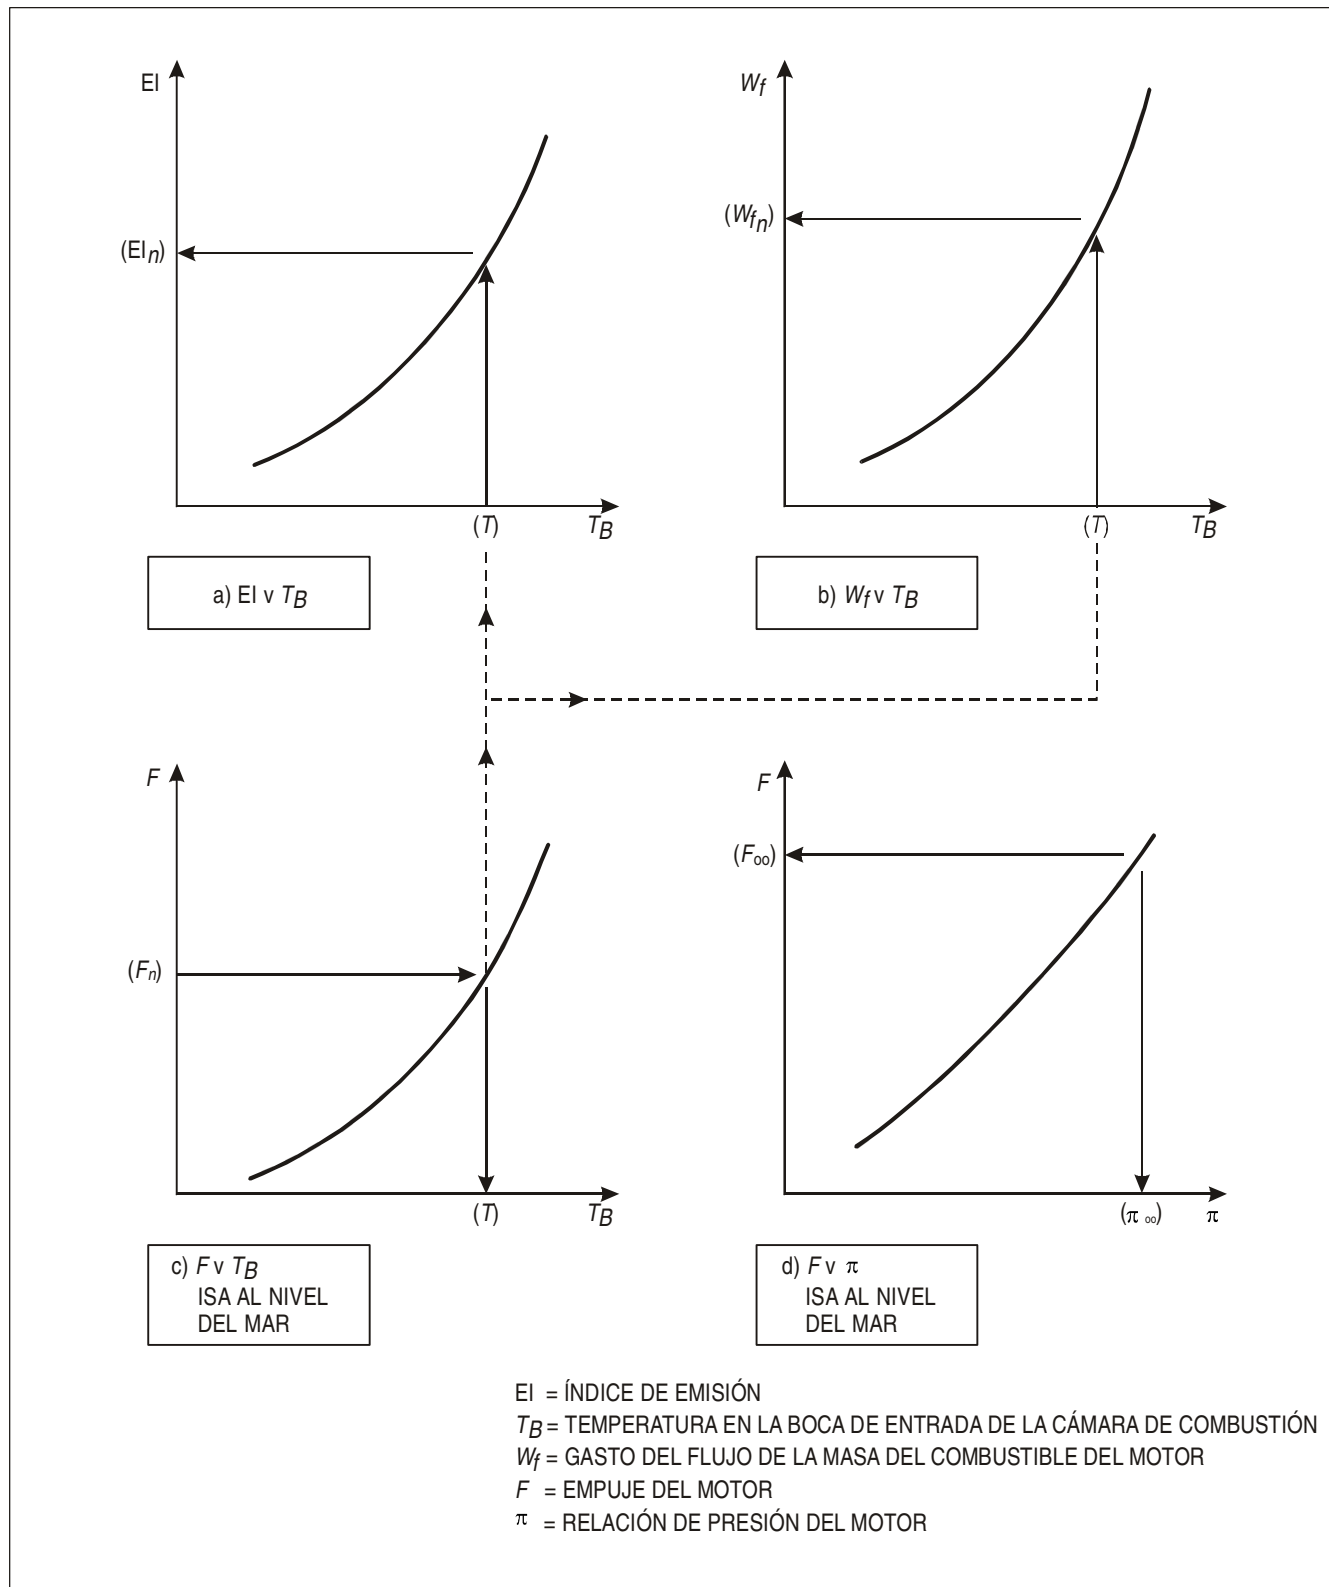 EI
(EIn)
(T)
TB
a) EI v TB
Wf
(Wfn)
(T)
TB
b) Wf v TB
F
(Fn)
(T)
TB
c) F v TB
ISA AL NIVEL
DEL MAR
F
(Foo)
(π oo)
π
d) F v π
ISA AL NIVEL
DEL MAR
EI = ÍNDICE DE EMISIÓN
TB = TEMPERATURA EN LA BOCA DE ENTRADA DE LA CÁMARA DE COMBUSTIÓN
Wf = GASTO DEL FLUJO DE LA MASA DEL COMBUSTIBLE DEL MOTOR
F = EMPUJE DEL MOTOR
π = RELACIÓN DE PRESIÓN DEL MOTOR